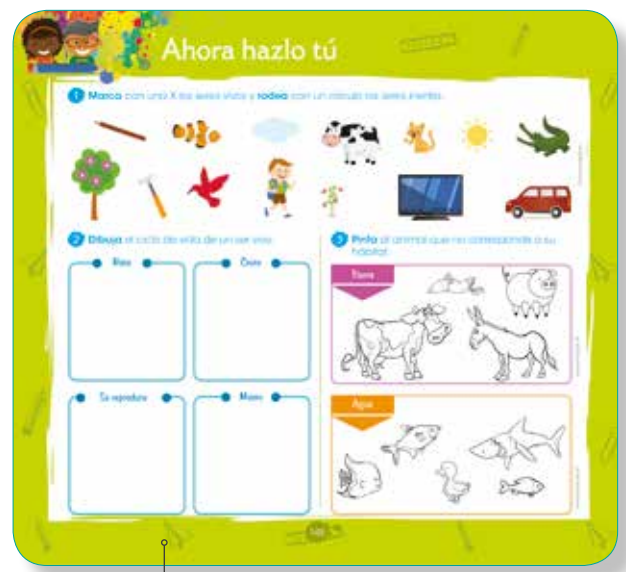 Ahora hazlo tú
1 Marca con una X los seres vivos y rodea con un círculo los seres inertes.
2 Dibuja el ciclo de vida de un ser vivo.
Nace
Crece
Se reproduce
Muere
3 Pinta al animal que no corresponde a su
hábitat.
Tierra
Agua